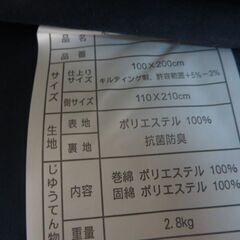 品名
サイズ
仕上りサイズ 100×200cm
キルティング前、許容範囲+5%−2%
側サイズ 110×210cm
生地
表地 ポリエステル 100%
裏地 抗菌防臭
じゅうてん物
内容 巻綿 ポリエステル 100%
固綿 ポリエステル 100%
重量 2.8kg